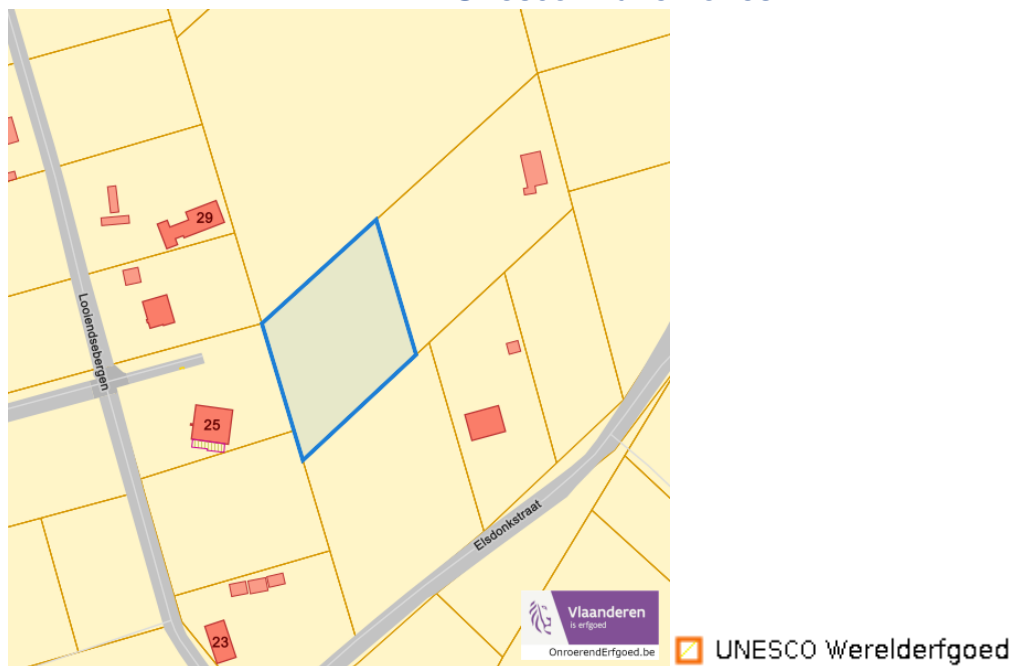 29
Looiendsebergen
25
Elsdonkstraat
23
Vlaanderen
is erfgoed
OnroerendErfgoed.be
UNESCO Werelderfgoed